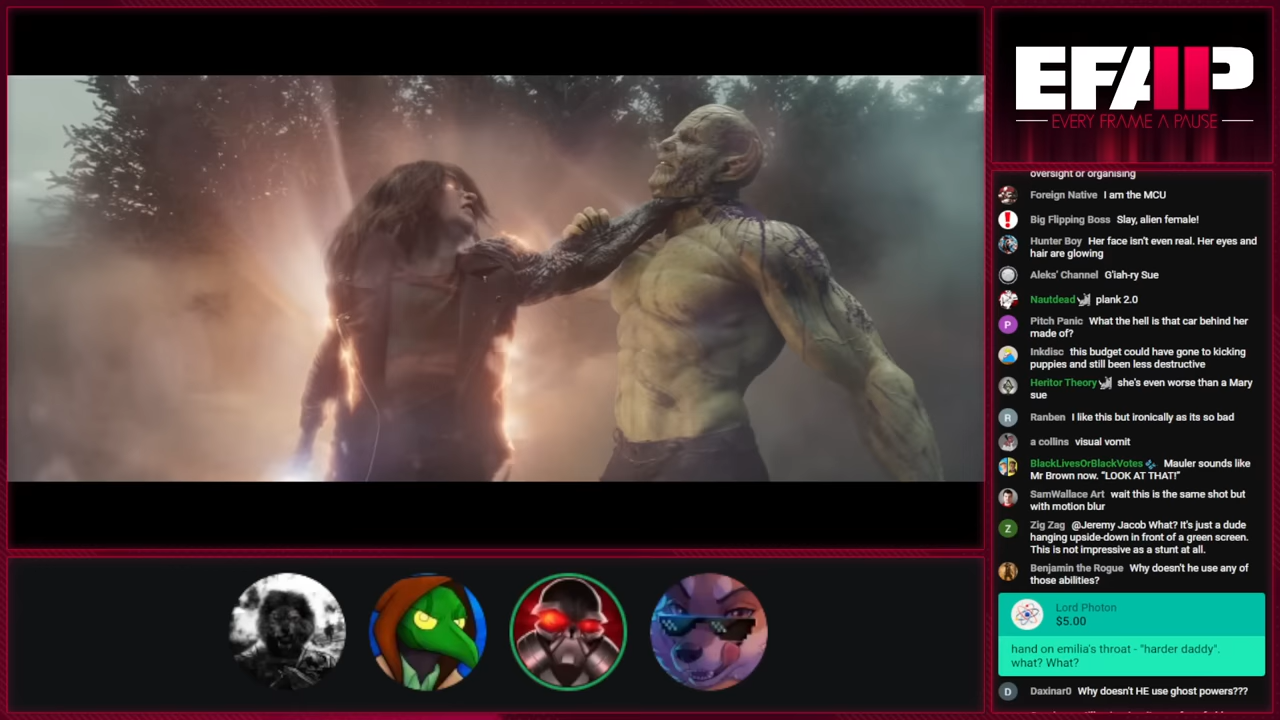 EFAP
EVERY FRAME A PAUSE
oversight or organising
Foreign Native I am the MCU
Big Flipping Boss Slay, alien female!
Hunter Boy Her face isn't even real. Her eyes and
hair are glowing
Aleks' Channel G'iah-ry Sue
Nautdead plank 2.0
P
Pitch Panic What the hell is that car behind her
made of?
Inkdisc this budget could have gone to kicking
puppies and still been less destructive
Heritor Theory she's even worse than a Mary
sue
R
Ranben I like this but ironically as its so bad
a collins visual vomit
BlackLivesOrBlackVotes Mauler sounds like
Mr Brown now. "LOOK AT THAT!"
SamWallace Art wait this is the same shot but
with motion blur
Z
Zig Zag @Jeremy Jacob What? It's just a dude
hanging upside-down in front of a green screen.
This is not impressive as a stunt at all.
Benjamin the Rogue Why doesn't he use any of
those abilities?
Lord Photon
$5.00
hand on emilia's throat - "harder daddy".
what? What?
D
Daxinar0 Why doesn't HE use ghost powers???